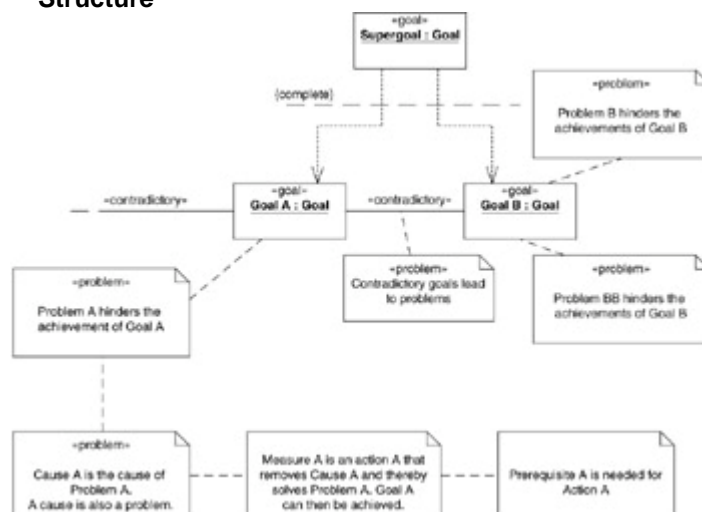 Structure
«goal»
Supergoal : Goal
{complete}
«problem»
Problem B hinders the
achievements of Goal B
«contradictory»
«goal»
Goal A : Goal
«contradictory»
«goal»
Goal B : Goal
«problem»
Problem A hinders the
achievement of Goal A
«problem»
Contradictory goals lead
to problems
«problem»
Problem BB hinders the
achievements of Goal B
«problem»
Cause A is the cause of
Problem A.
A cause is also a problem.
Measure A is an action A that
removes Cause A and thereby
solves Problem A. Goal A
can then be achieved.
Prerequisite A is needed for
Action A